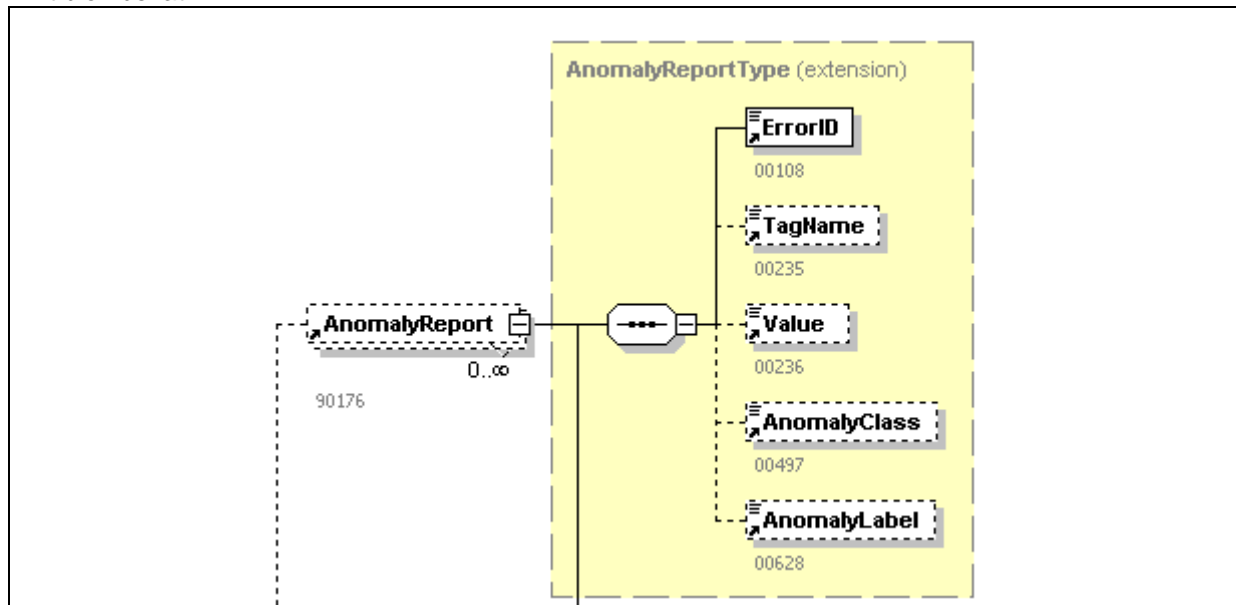 AnomalyReportType (extension)
ErrorID
00108
TagName
00235
AnomalyReport
0..∞
90176
Value
00236
AnomalyClass
00497
AnomalyLabel
00628